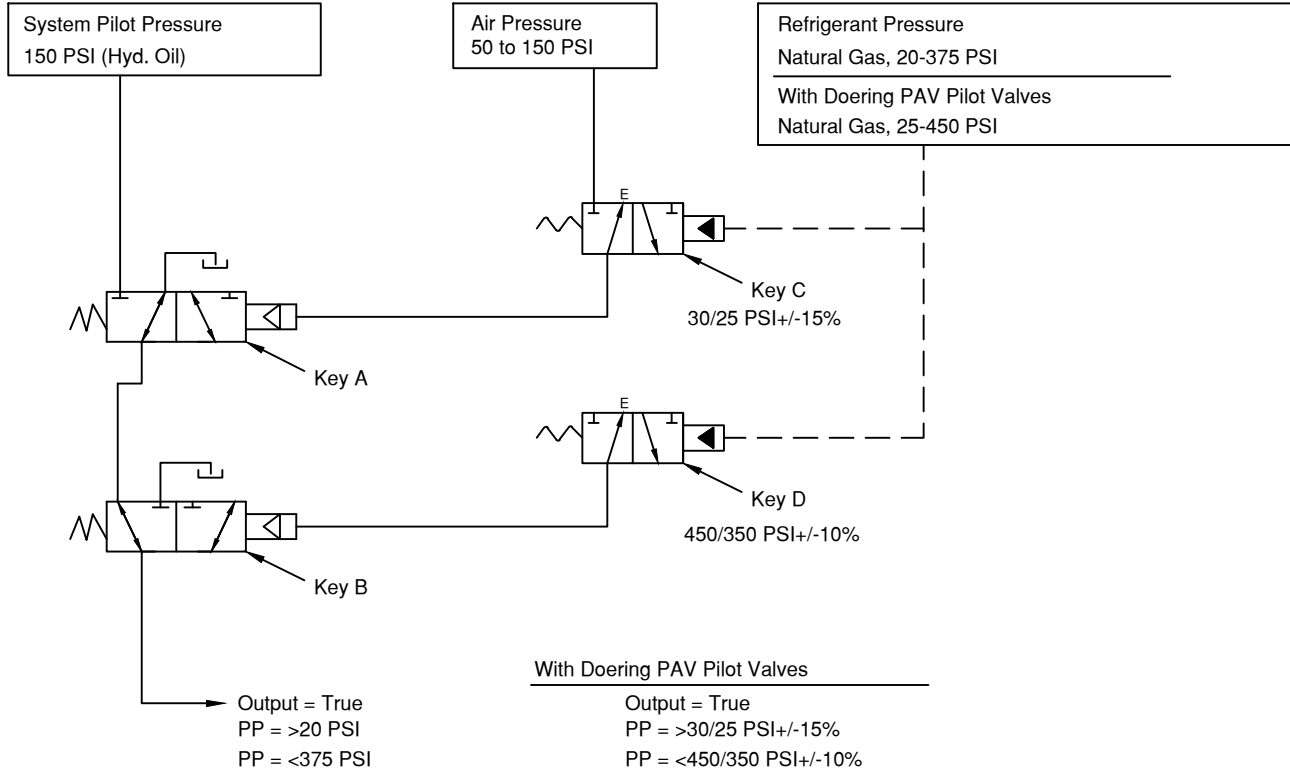 System Pilot Pressure
150 PSI (Hyd. Oil)
Air Pressure
50 to 150 PSI
Refrigerant Pressure
Natural Gas, 20-375 PSI
With Doering PAV Pilot Valves
Natural Gas, 25-450 PSI
E
Key C
30/25 PSI+/-15%
Key A
E
Key D
450/350 PSI+/-10%
Key B
Output = True
PP = >20 PSI
PP = <375 PSI
With Doering PAV Pilot Valves
Output = True
PP = >30/25 PSI+/-15%
PP = <450/350 PSI+/-10%